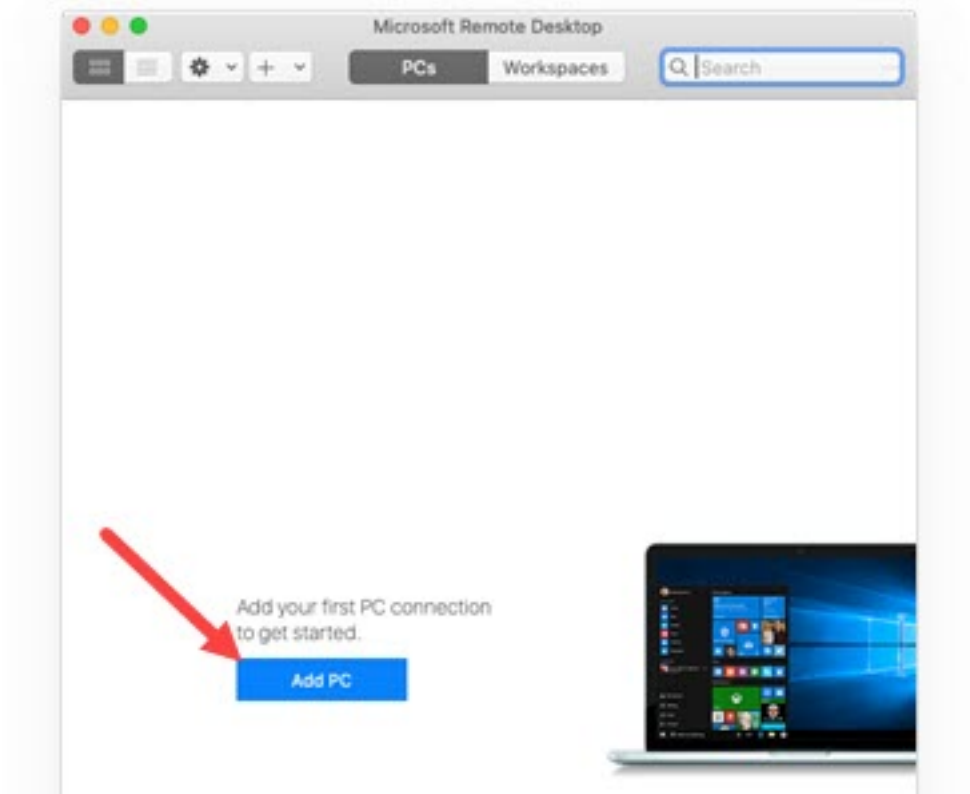 Microsoft Remote Desktop
PCs
Workspaces
Search
Add your first PC connection
to get started.
Add PC